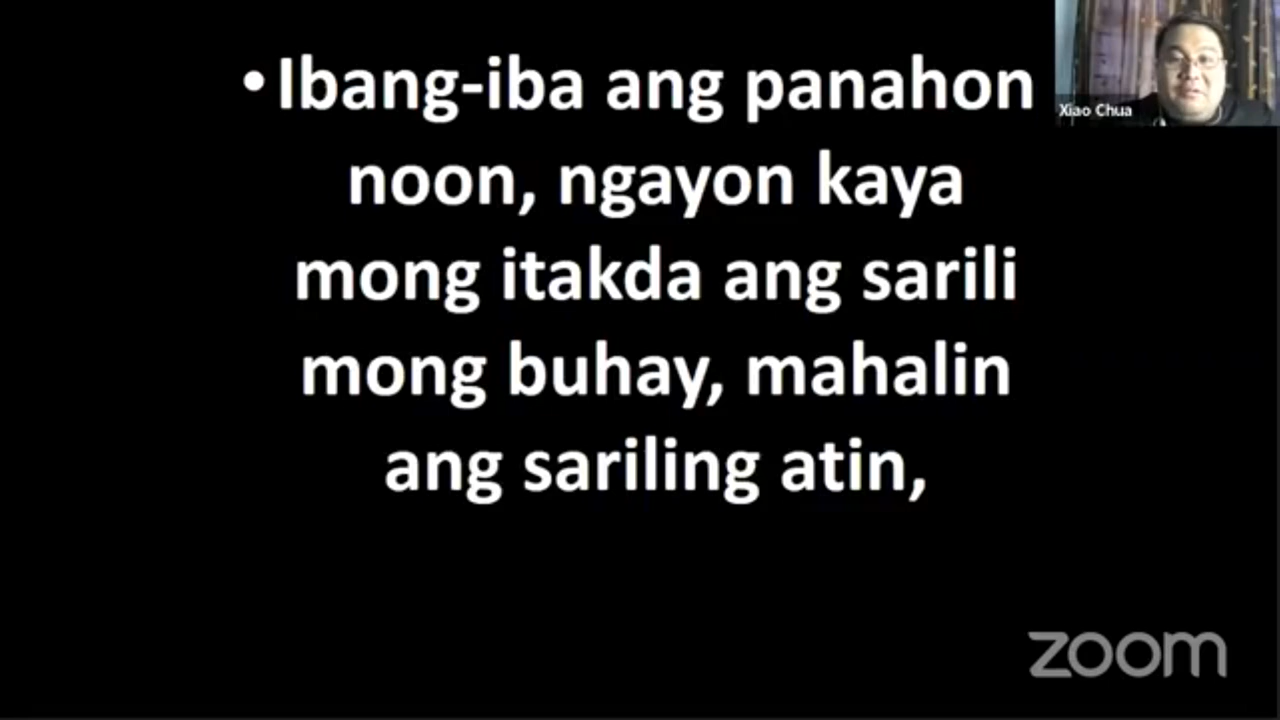 •Ibang-iba ang panahon
noon, ngayon kaya
mong itakda ang sarili
mong buhay, mahalin
ang sariling atin,
Xiao Chua
zoom